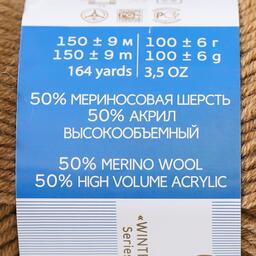 150 ± 9 м 100 ± 6 г
150 ± 9 m 100 ± 6 g
164 yards 3,5 OZ
50% МЕРИНОСОВАЯ ШЕРСТЬ
50% АКРИЛ
ВЫСОКООБЪЕМНЫЙ
50% MERINO WOOL
50% HIGH VOLUME ACRYLIC
Series